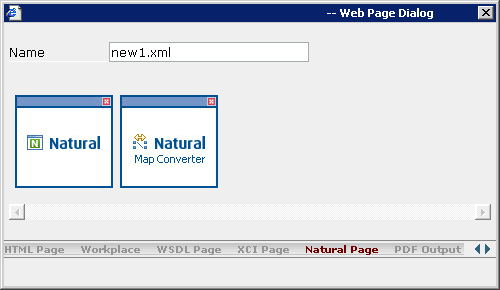 -- Web Page Dialog
Name new1.xml
N Natural Natural
Map Converter
HTML Page Workplace WSDL Page XCI Page Natural Page PDF Output